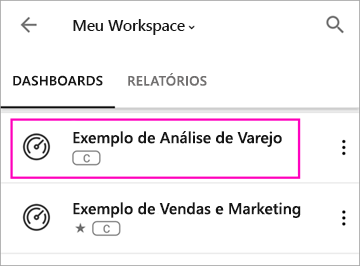 Meu Workspace
DASHBOARDS RELATÓRIOS
Exemplo de Análise de Varejo
C
Exemplo de Vendas e Marketing
★ C